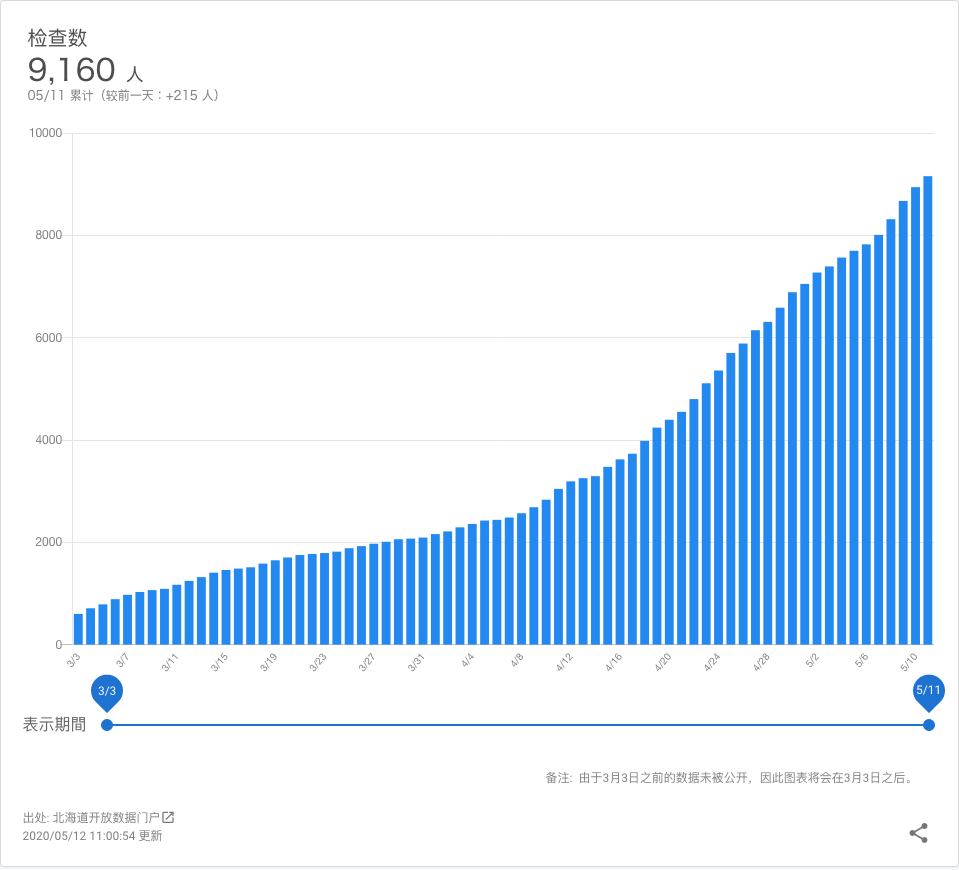 检查数
9,160 人
05/11 累计（较前一天：+215 人）
10000
8000
6000
4000
2000
0
3/3 3/7 3/11 3/15 3/19 3/23 3/27 3/31 4/4 4/8 4/12 4/16 4/20 4/24 4/28 5/2 5/6 5/10
3/3 5/11
表示期間
备注: 由于3月3日之前的数据未被公开，因此图表将会在3月3日之后。
出处: 北海道开放数据门户
2020/05/12 11:00:54 更新